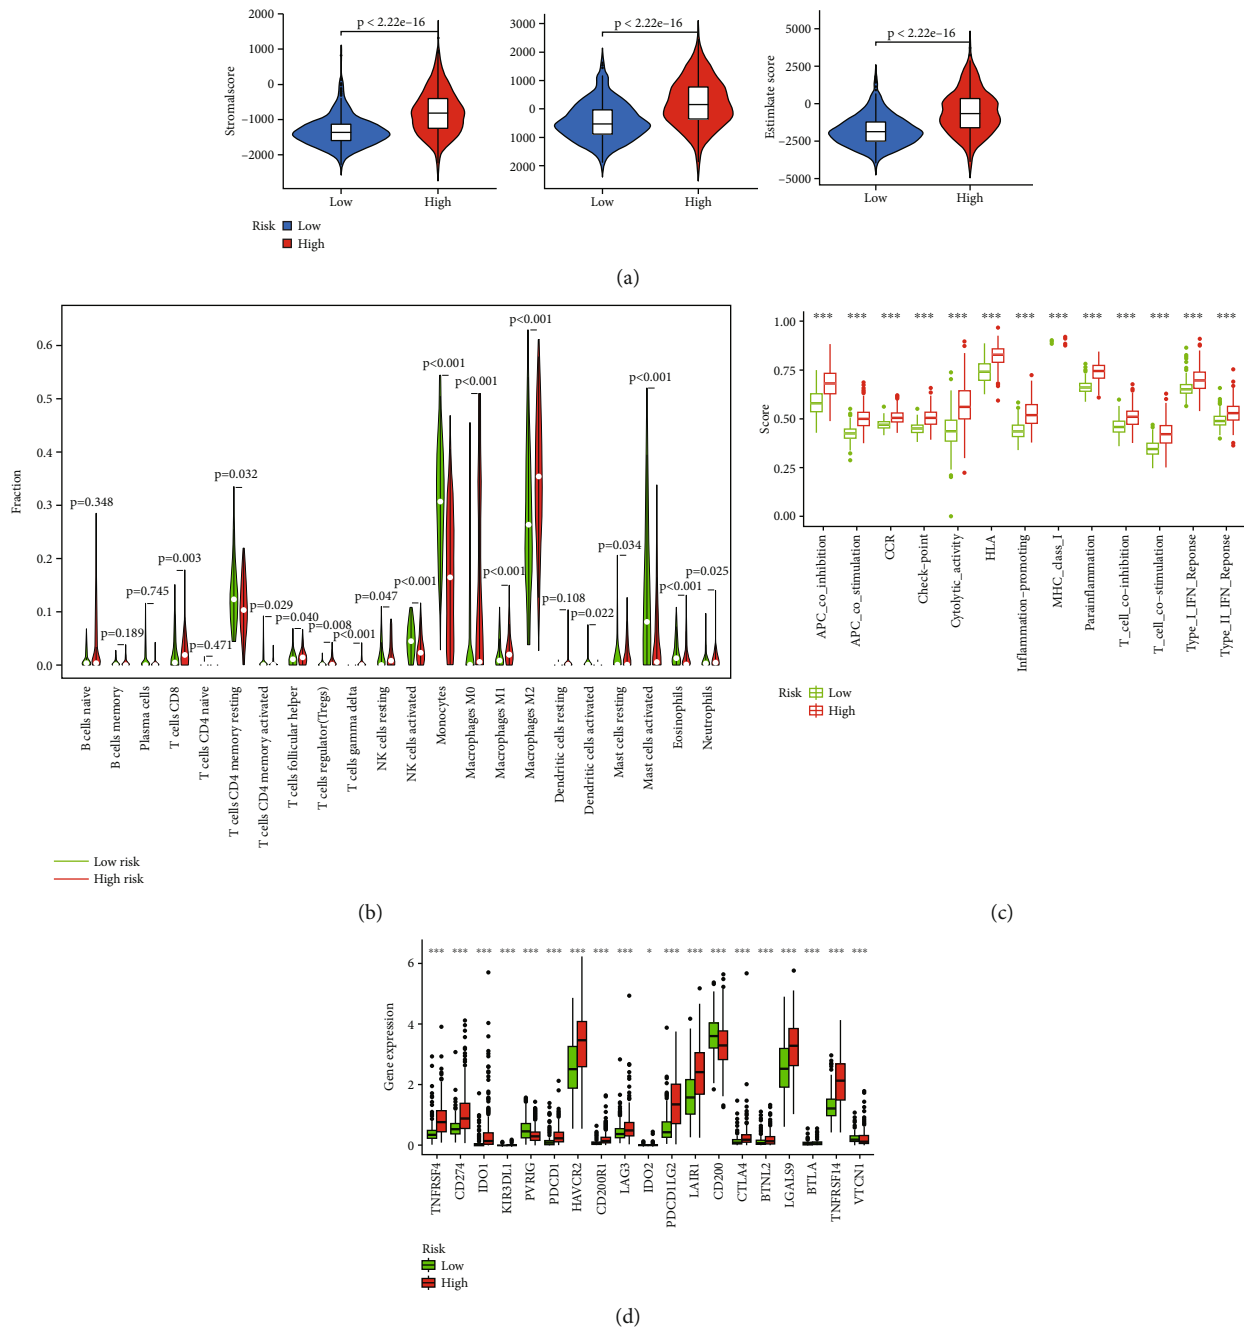 2000
1000
0
−1000
−2000
Stromalscore
p < 2.22e−16
Low
High
3000
2000
1000
0
1000
2000
p < 2.22e−16
Low
High
5000
2500
0
−2500
−5000
Estimkate score
p < 2.22e−16
Low
High
Risk
Low
High
(a)
Fraction
0.6
0.5
0.4
0.3
0.2
0.1
0.0
p=0.348
p=0.189
p=0.745
p=0.003
p=0.471
p=0.032
p=0.029
p=0.040
p=0.008
p<0.001
p=0.047
p<0.001
p<0.001
p<0.001
p<0.001
p<0.001
p=0.108
p=0.022
p=0.034
p<0.001
p<0.001
p=0.025
B cells naive
B cells memory
Plasma cells
T cells CD8
T cells CD4 naive
T cells CD4 memory resting
T cells CD4 memory activated
T cells follicular helper
T cells regulator(Tregs)
T cells gamma delta
NK cells resting
NK cells activated
Monocytes
Macrophages M0
Macrophages M1
Macrophages M2
Dendritic cells resting
Dendritic cells activated
Mast cells resting
Mast cells activated
Eosinophils
Neutrophils
Low risk
High risk
(b)
Score
1.00
0.75
0.50
0.25
0.00
*** *** *** *** *** *** *** *** *** *** *** *** ***
APC_co_inhibition
APC_co_stimulation
CCR
Check−point
Cytolytic_activity
HLA
Inflammation−promoting
MHC_class_I
Parainflammation
T_cell_co−inhibition
T_cell_co−stimulation
Type_I_IFN_Reponse
Type_II_IFN_Reponse
Risk
Low
High
(c)
Gene expression
6
4
2
0
*** *** *** *** *** *** *** *** *** * *** *** *** *** *** *** *** *** ***
TNFRSF4
CD274
IDO1
KIR3DL1
PVRIG
PDCD1
HAVCR2
CD200R1
LAG3
IDO2
PDCD1LG2
LAIR1
CD200
CTLA4
BTNL2
LGALS9
BTLA
TNFRSF14
VTCN1
Risk
Low
High
(d)